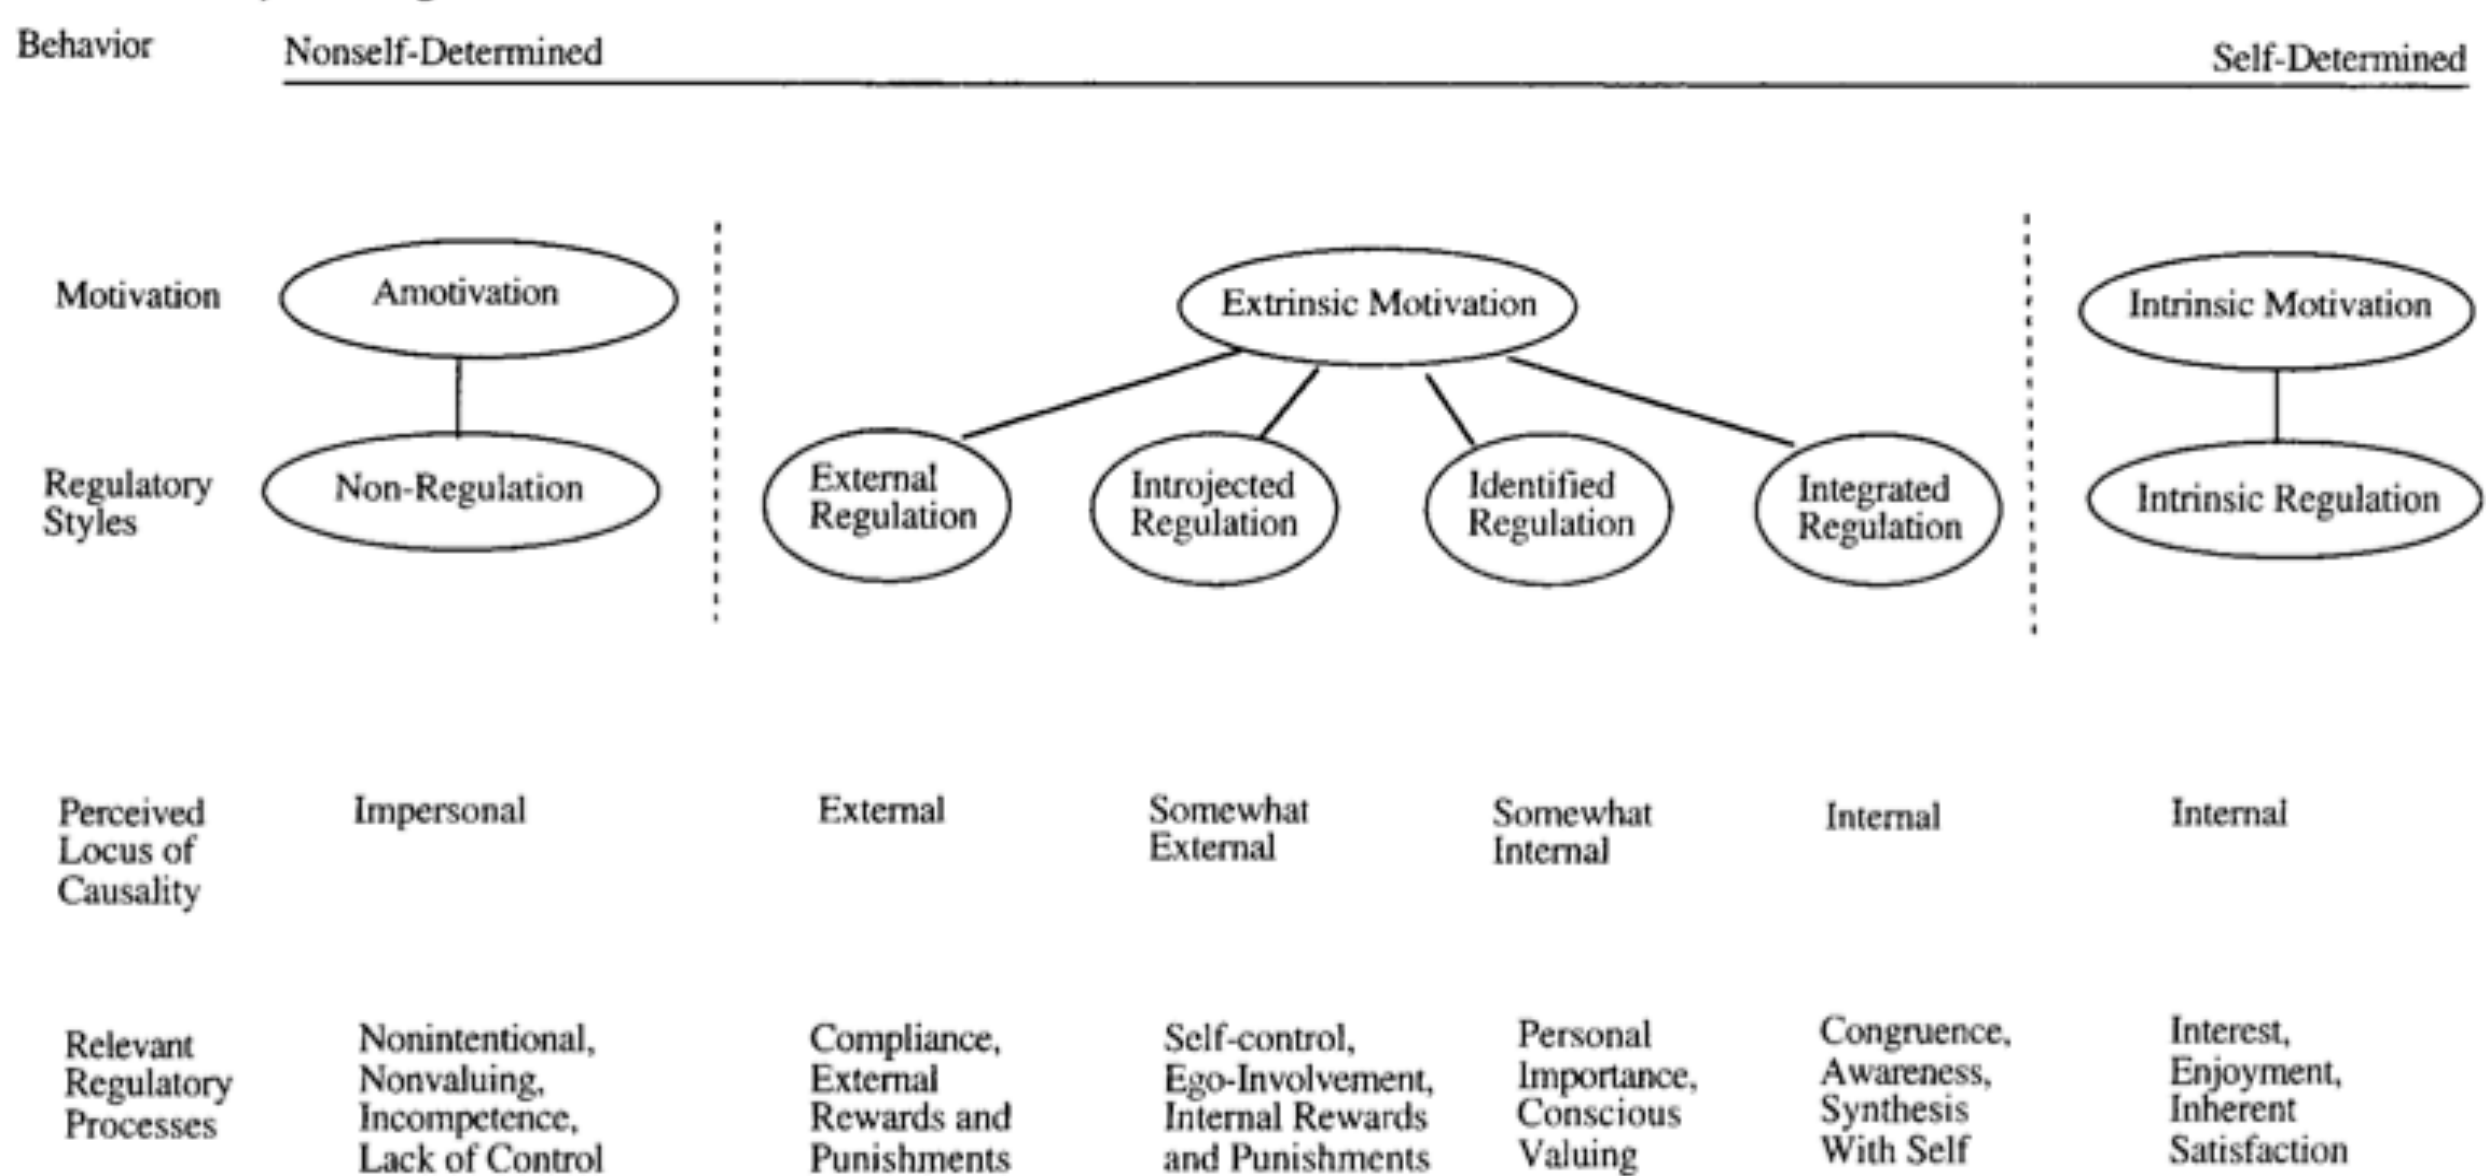 Behavior
Nonself-Determined
Self-Determined
Motivation
Amotivation
Extrinsic Motivation
Intrinsic Motivation
Regulatory
Styles
Non-Regulation
External
Regulation
Introjected
Regulation
Identified
Regulation
Integrated
Regulation
Intrinsic Regulation
Perceived
Locus of
Causality
Impersonal
External
Somewhat
External
Somewhat
Internal
Internal
Internal
Relevant
Regulatory
Processes
Nonintentional,
Nonvaluing,
Incompetence,
Lack of Control
Compliance,
External
Rewards and
Punishments
Self-control,
Ego-Involvement,
Internal Rewards
and Punishments
Personal
Importance,
Conscious
Valuing
Congruence,
Awareness,
Synthesis
With Self
Interest,
Enjoyment,
Inherent
Satisfaction